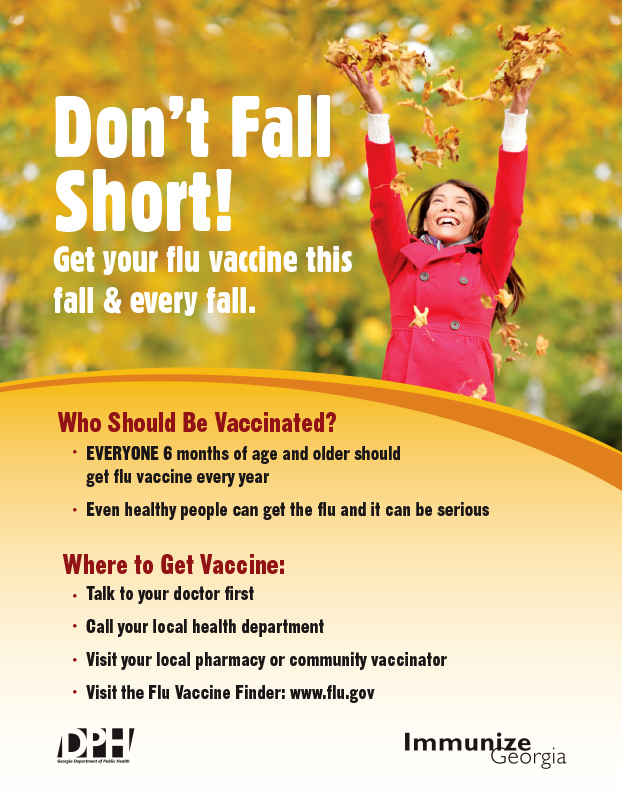 Don't Fall
Short!
Get your flu vaccine this
fall & every fall.
Who Should Be Vaccinated?
• EVERYONE 6 months of age and older should
get flu vaccine every year
• Even healthy people can get the flu and it can be serious
Where to Get Vaccine:
• Talk to your doctor first
• Call your local health department
• Visit your local pharmacy or community vaccinator
• Visit the Flu Vaccine Finder: www.flu.gov
DPH
Georgia Department of Public Health
Immunize
Georgia